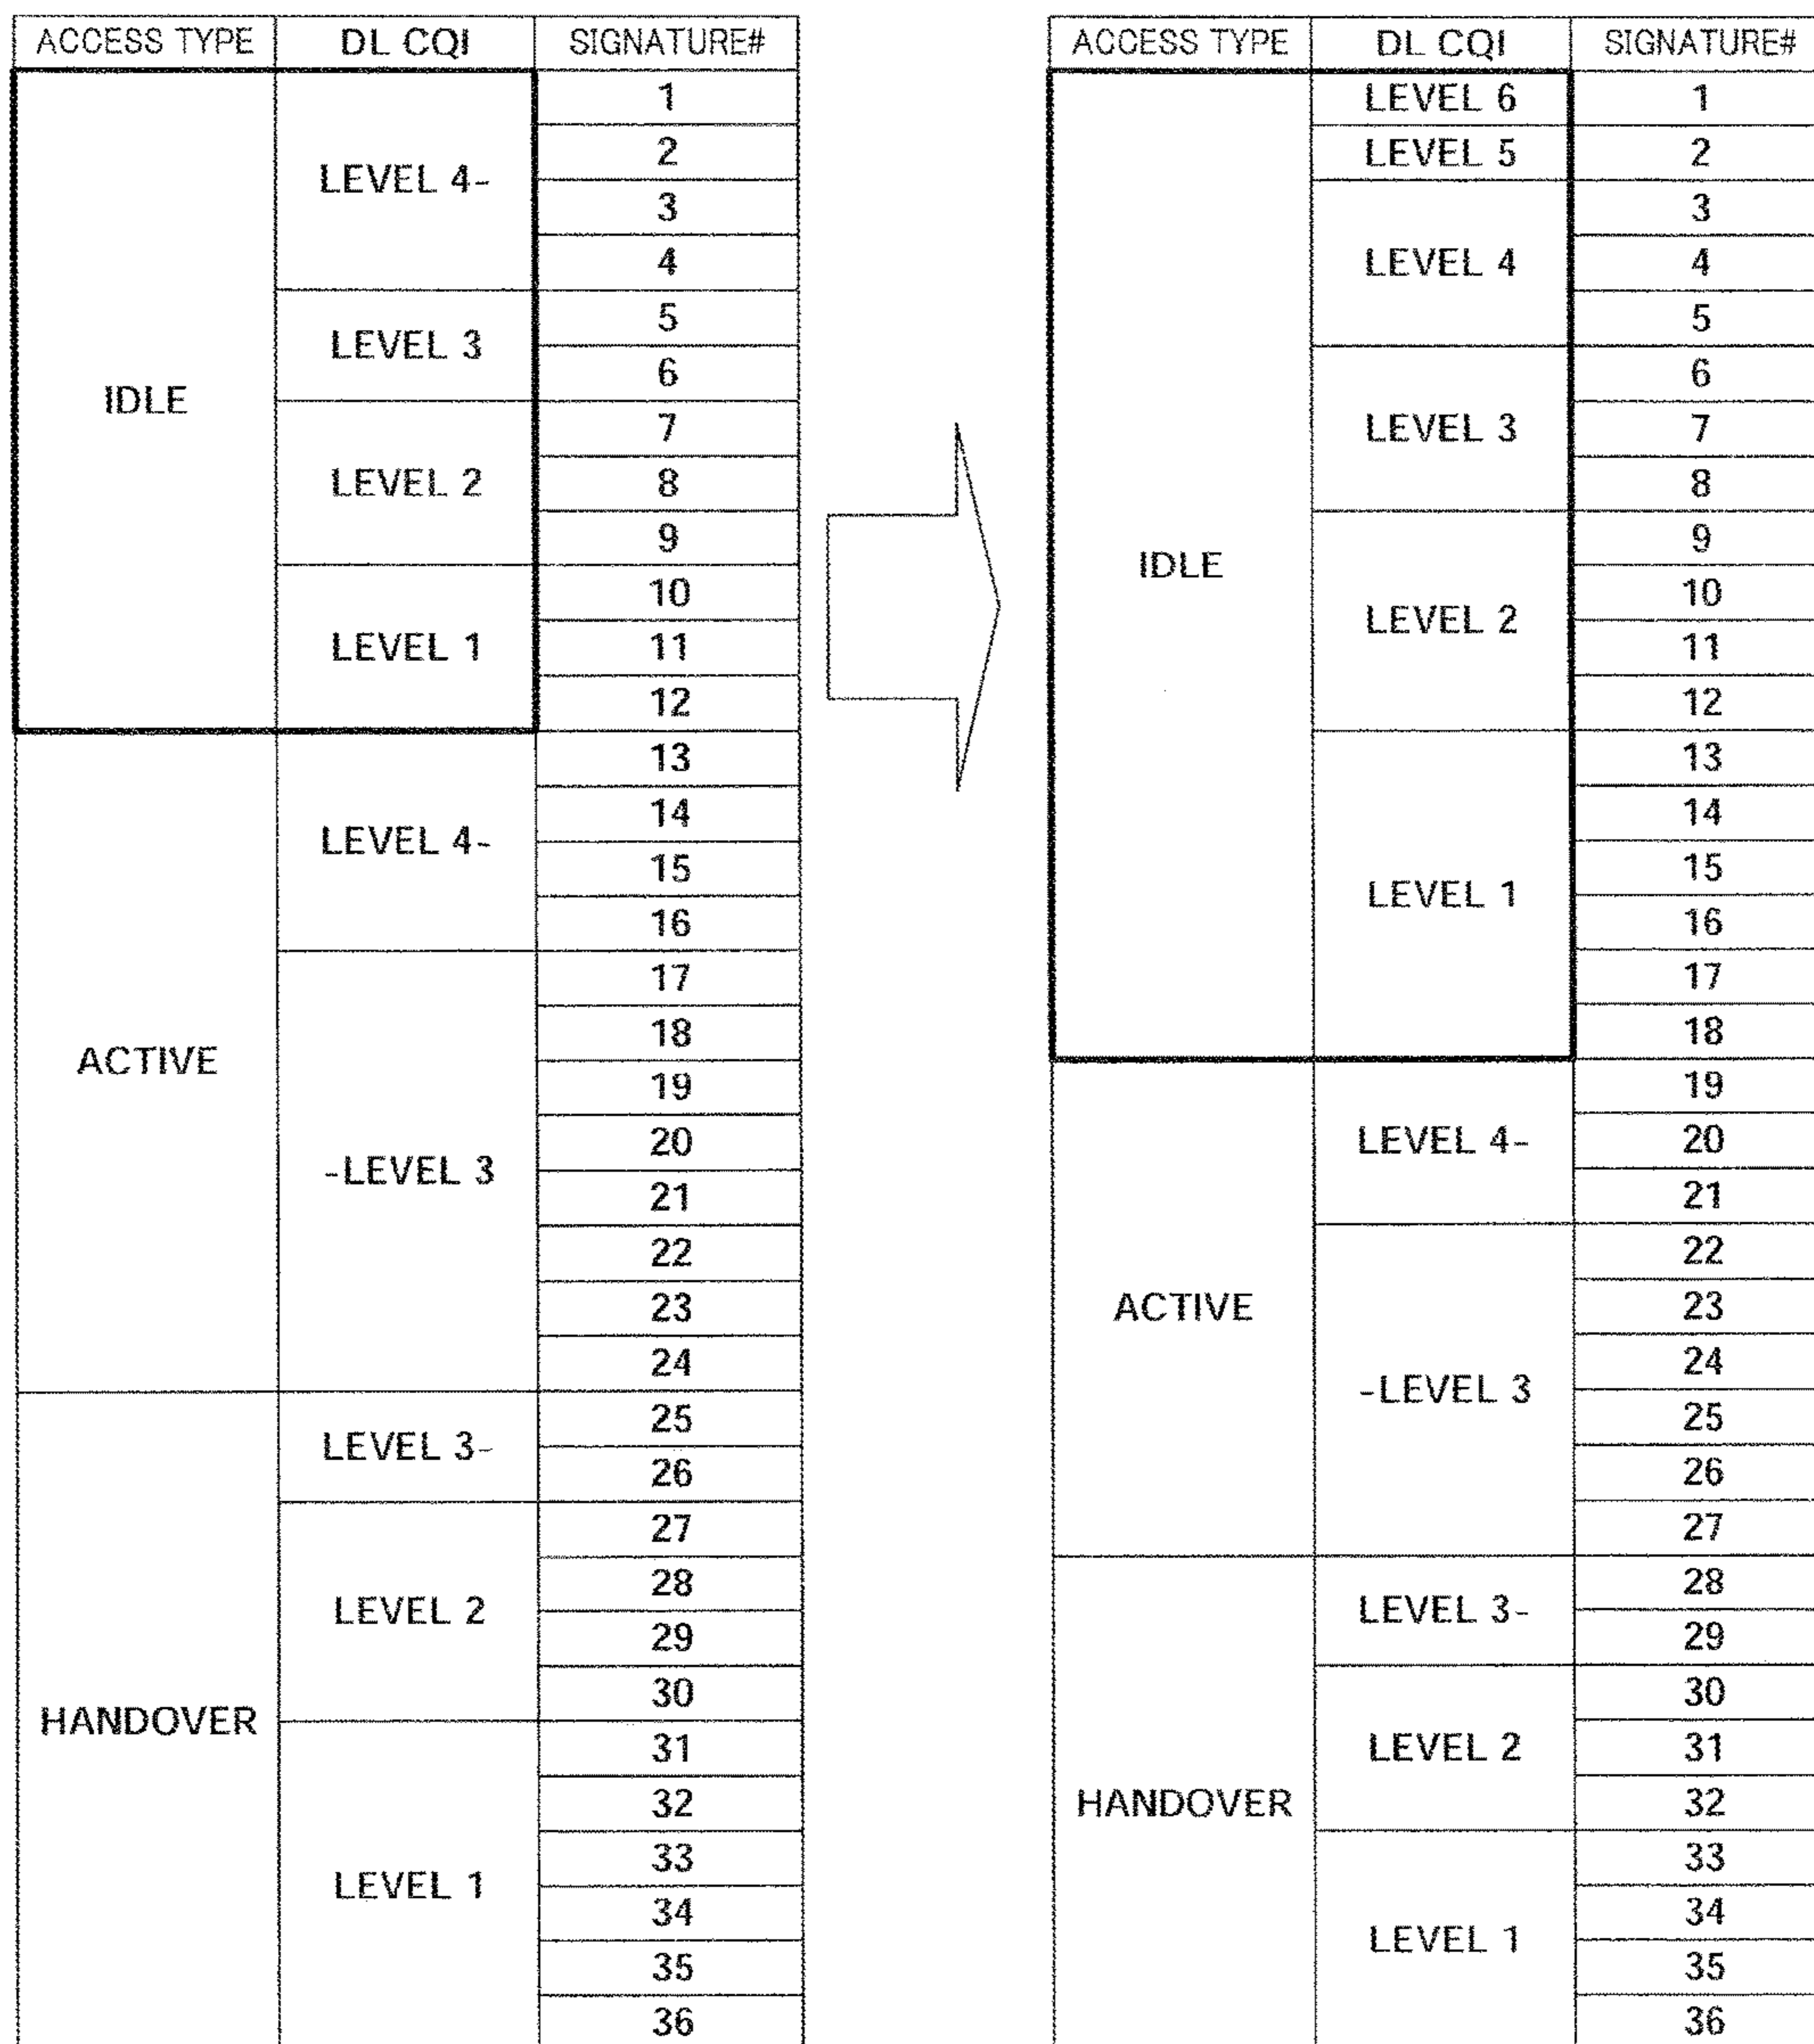 ACCESS TYPE DL CQI SIGNATURE#
1
2
LEVEL 4-
3
4
5
LEVEL 3
6
IDLE
7
LEVEL 2
8
9
10
LEVEL 1
11
12
13
14
LEVEL 4-
15
16
17
18
ACTIVE
19
20
-LEVEL 3
21
22
23
24
25
LEVEL 3-
26
27
28
LEVEL 2
29
30
HANDOVER
31
32
33
LEVEL 1
34
35
36
ACCESS TYPE DL CQI SIGNATURE#
LEVEL 6 1
LEVEL 5 2
3
LEVEL 4 4
5
6
LEVEL 3 7
8
9
IDLE
10
LEVEL 2
11
12
13
14
15
LEVEL 1
16
17
18
19
LEVEL 4- 20
21
22
ACTIVE 23
24
-LEVEL 3
25
26
27
28
LEVEL 3-
29
30
LEVEL 2 31
HANDOVER 32
33
34
LEVEL 1
35
36